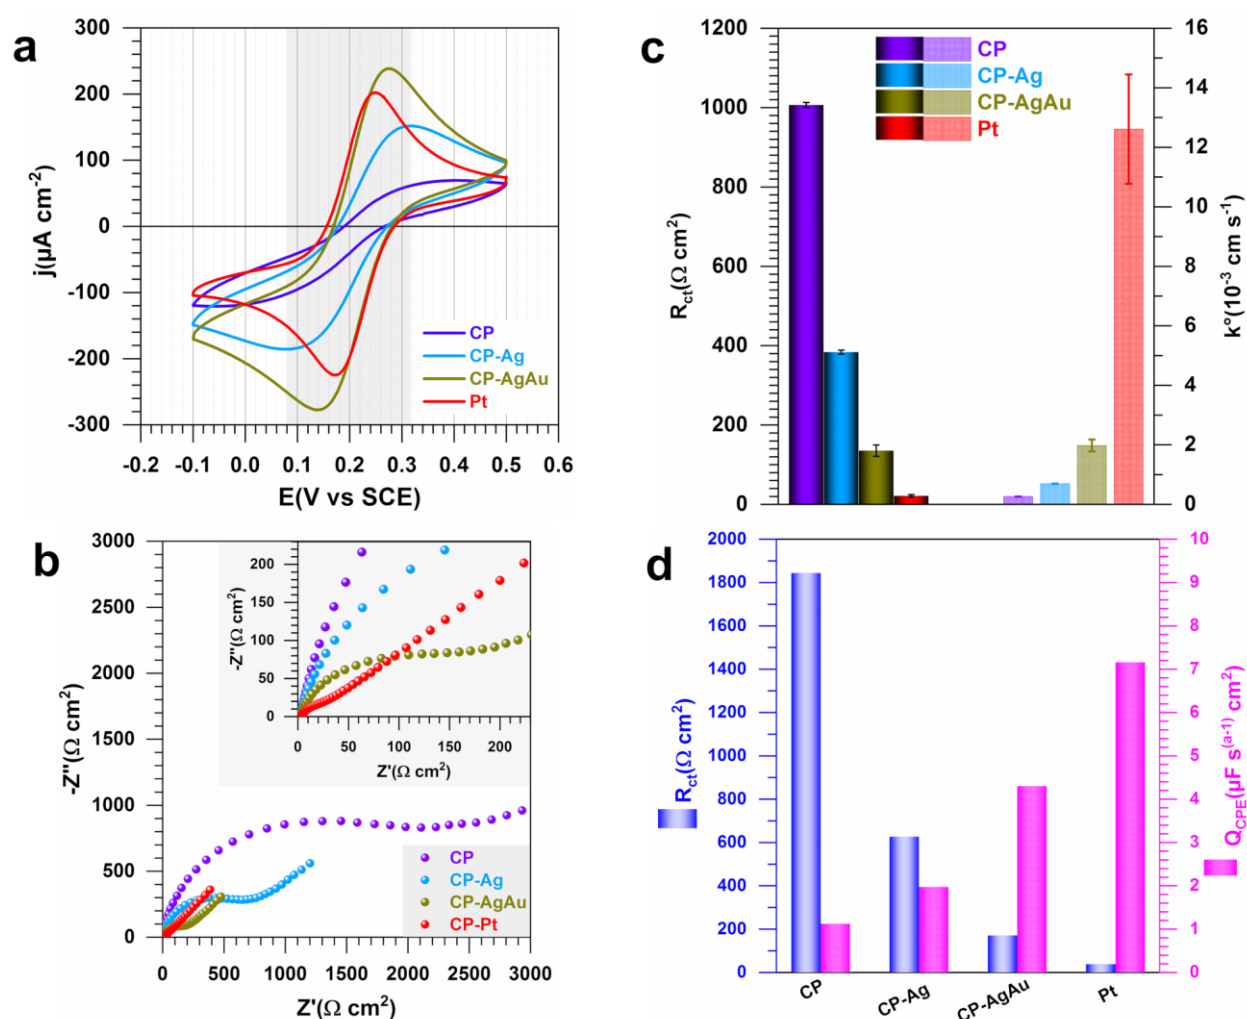 a
300
200
100
0
-100
-200
-300
j(µA cm-2)
-0.2
-0.1
0.0
0.1
0.2
0.3
0.4
0.5
0.6
E(V vs SCE)
CP
CP-Ag
CP-AgAu
Pt
c
1200
1000
800
600
400
200
0
Rct(Ω cm2)
CP
CP-Ag
CP-AgAu
Pt
16
14
12
10
8
6
4
2
0
k°(10-3 cm s-1)
b
3000
2500
2000
1500
1000
500
0
-Z"(Ω cm2)
0
500
1000
1500
2000
2500
3000
Z'(Ω cm2)
200
150
100
50
0
-Z"(Ω cm2)
0
50
100
150
200
Z'(Ω cm2)
CP
CP-Ag
CP-AgAu
CP-Pt
d
2000
1800
1600
1400
1200
1000
800
600
400
200
0
Rct(Ω cm2)
10
9
8
7
6
5
4
3
2
1
0
QCPE(µF s(a-1) cm2)
CP
CP-Ag
CP-AgAu
Pt